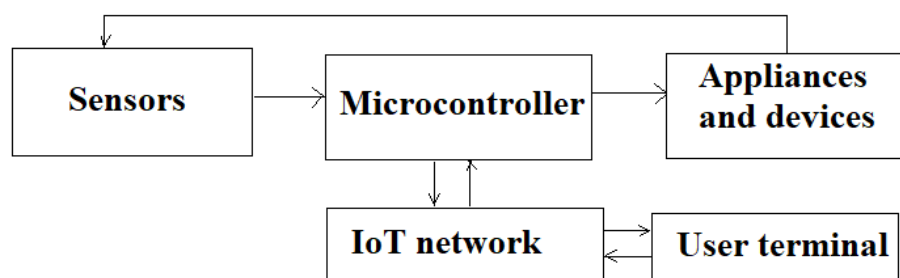 Sensors
Microcontroller
Appliances
and devices
IoT network
User terminal